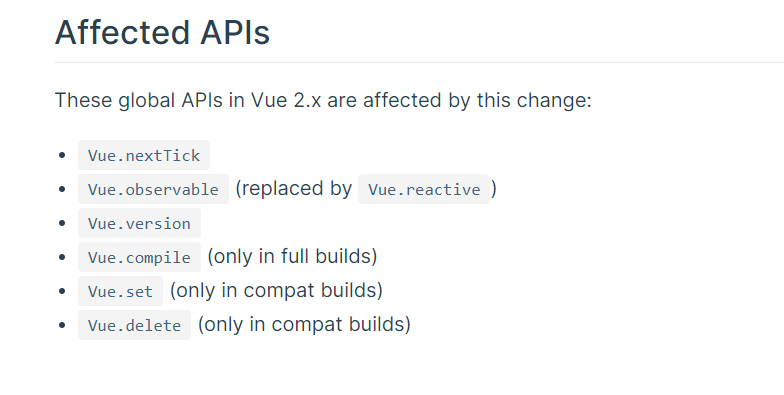 Affected APIs
These global APIs in Vue 2.x are affected by this change:
• Vue.nextTick
• Vue.observable (replaced by Vue.reactive)
• Vue.version
• Vue.compile (only in full builds)
• Vue.set (only in compat builds)
• Vue.delete (only in compat builds)